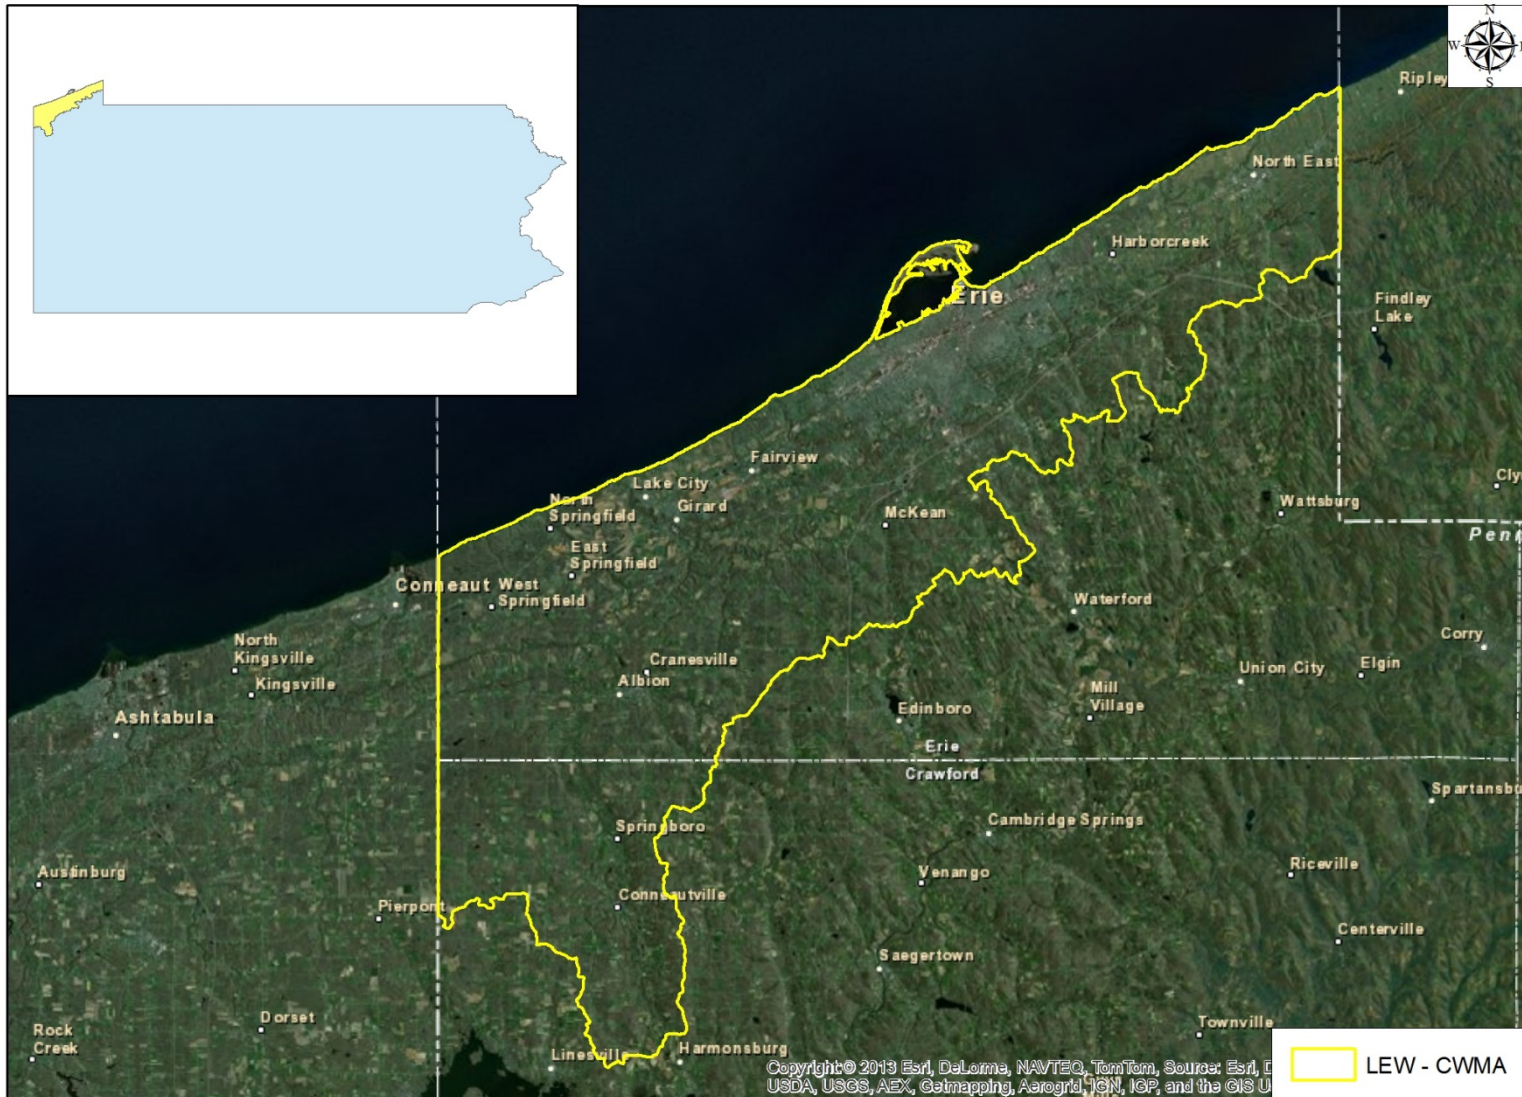 N
W
S
Ripley
North East
Harborcreek
Erie
Findley
Lake
Fairview
Lake City
Girard
North
Springfield
McKean
Wattsburg
East
Springfield
Conneaut
West
Springfield
Waterford
North
Kingsville
Kingsville
Cranesville
Albion
Corry
Elgin
Union City
Mill
Village
Edinboro
Ashtabula
Erie
Crawford
Springboro
Cambridge Springs
Riceville
Austinburg
Venango
Pierpont
Conneautville
Centerville
Saegertown
Dorset
Rock
Creek
Townville
Linesville
Harmonsburg
Copyright:© 2013 Esri, DeLorme, NAVTEQ, TomTom, Source: Esri,
USDA, USGS, AEX, Getmapping, Aerogrid, IGN, IGP, and the GIS
LEW - CWMA